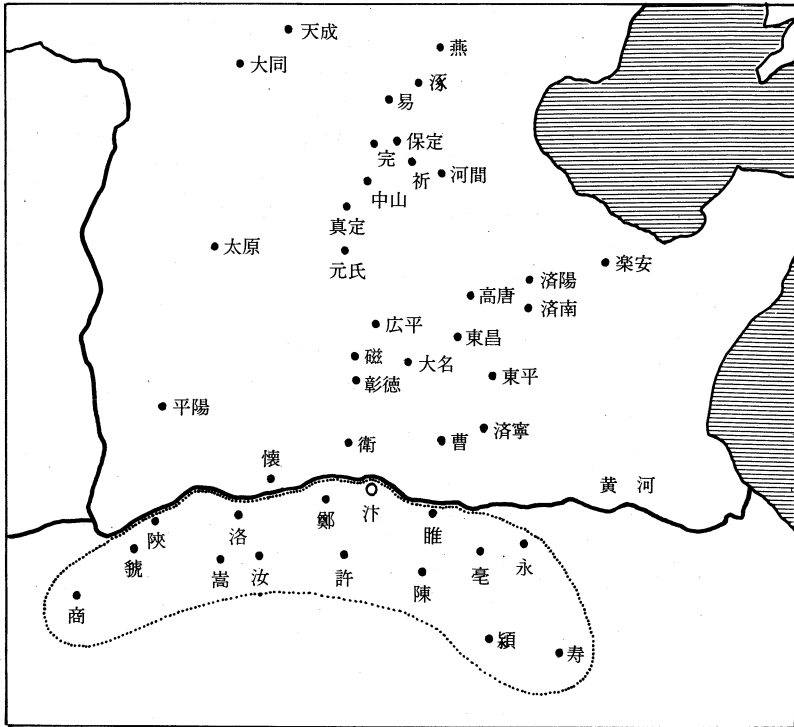 天成
燕
大同
涿
易
保定
完
祈
河間
中山
真定
太原
元氏
楽安
済陽
高唐
済南
広平
東昌
磁
大名
東平
彰徳
平陽
済寧
衛
曹
懐
黄河
汴
鄭
睢
洛
陝
虢
永
亳
嵩
汝
許
陳
商
潁
寿